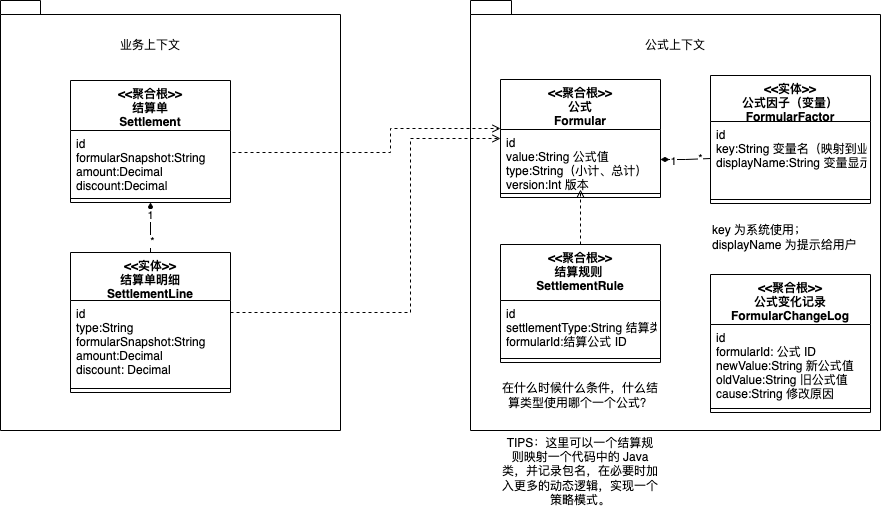 业务上下文
<<聚合根>>
结算单
Settlement
id
formularSnapshot:String
amount:Decimal
discount:Decimal
1
*
<<实体>>
结算单明细
SettlementLine
id
type:String
formularSnapshot:String
amount:Decimal
discount: Decimal
公式上下文
<<聚合根>>
公式
Formular
id
value:String 公式值
type:String（小计、总计）
version:Int 版本
1
*
<<实体>>
公式因子（变量）
FormularFactor
id
key:String 变量名（映射到业
displayName:String 变量显示
key 为系统使用；
displayName 为提示给用户
<<聚合根>>
结算规则
SettlementRule
id
settlementType:String 结算类
formularId:结算公式 ID
在什么时候什么条件，什么结
算类型使用哪个一个公式？
<<聚合根>>
公式变化记录
FormularChangeLog
id
formularId: 公式 ID
newValue:String 新公式值
oldValue:String 旧公式值
cause:String 修改原因
TIPS：这里可以一个结算规
则映射一个代码中的 Java
类，并记录包名，在必要时加
入更多的动态逻辑，实现一个
策略模式。